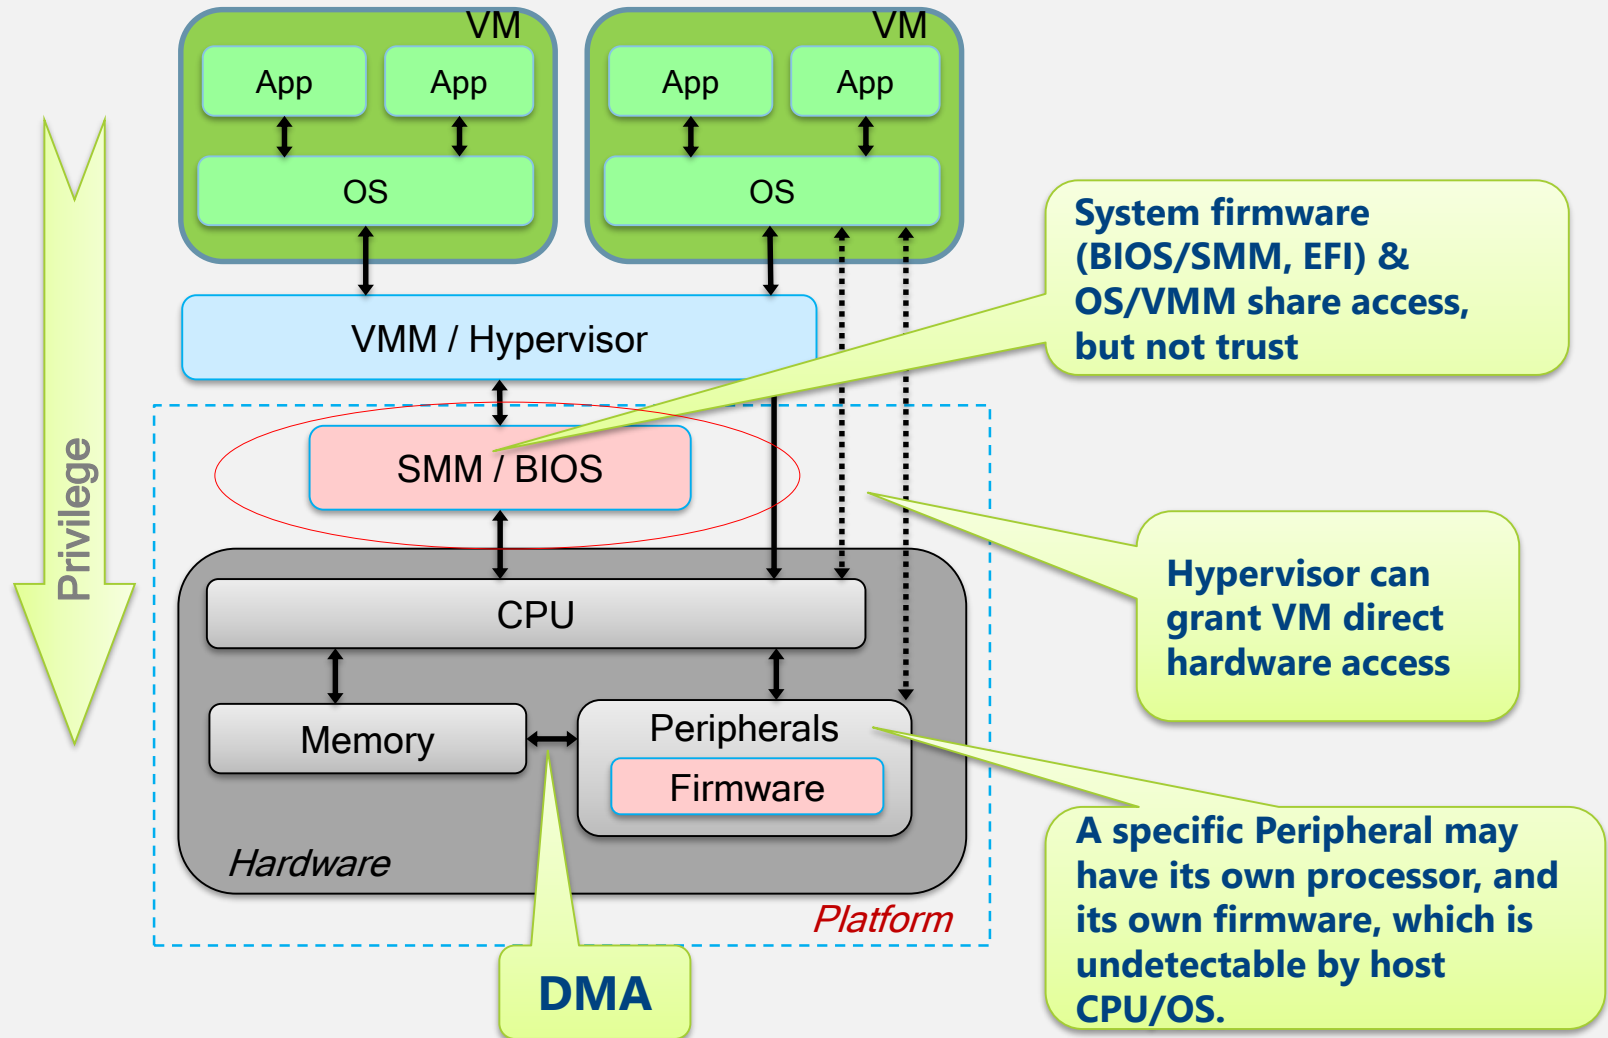 VM
VM
App
App
App
App
OS
OS
System firmware
(BIOS/SMM, EFI) &
OS/VMM share access,
but not trust
VMM / Hypervisor
SMM / BIOS
Privilege
Hypervisor can
grant VM direct
hardware access
CPU
Memory
Peripherals
Firmware
Hardware
Platform
A specific Peripheral may
have its own processor, and
its own firmware, which is
undetectable by host
CPU/OS.
DMA